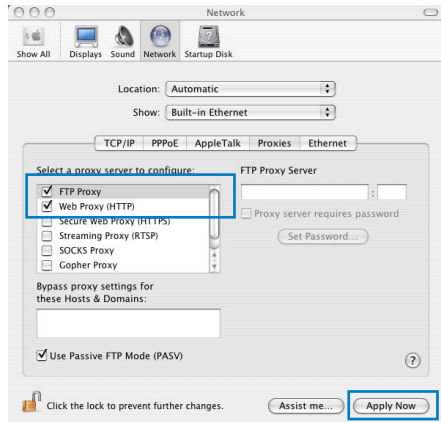 Network
Show All Displays Sound Network Startup Disk
Location: Automatic
Show: Built-in Ethernet
TCP/IP PPPoE AppleTalk Proxies Ethernet
Select a proxy server to configure: FTP Proxy Server
FTP Proxy
:
Web Proxy (HTTP)
Proxy server requires password
Secure Web Proxy (HTTPS)
Streaming Proxy (RTSP) Set Password...
SOCKS Proxy
Gopher Proxy
Bypass proxy settings for
these Hosts & Domains:
Use Passive FTP Mode (PASV)
?
Click the lock to prevent further changes. Assist me... Apply Now